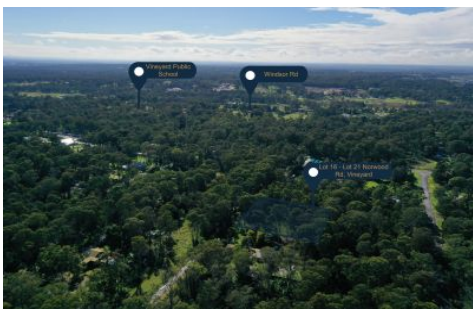 Vineyard Public
School
Windsor Rd
Lot 16 - Lot 21 Norwood
Rd, Vineyard